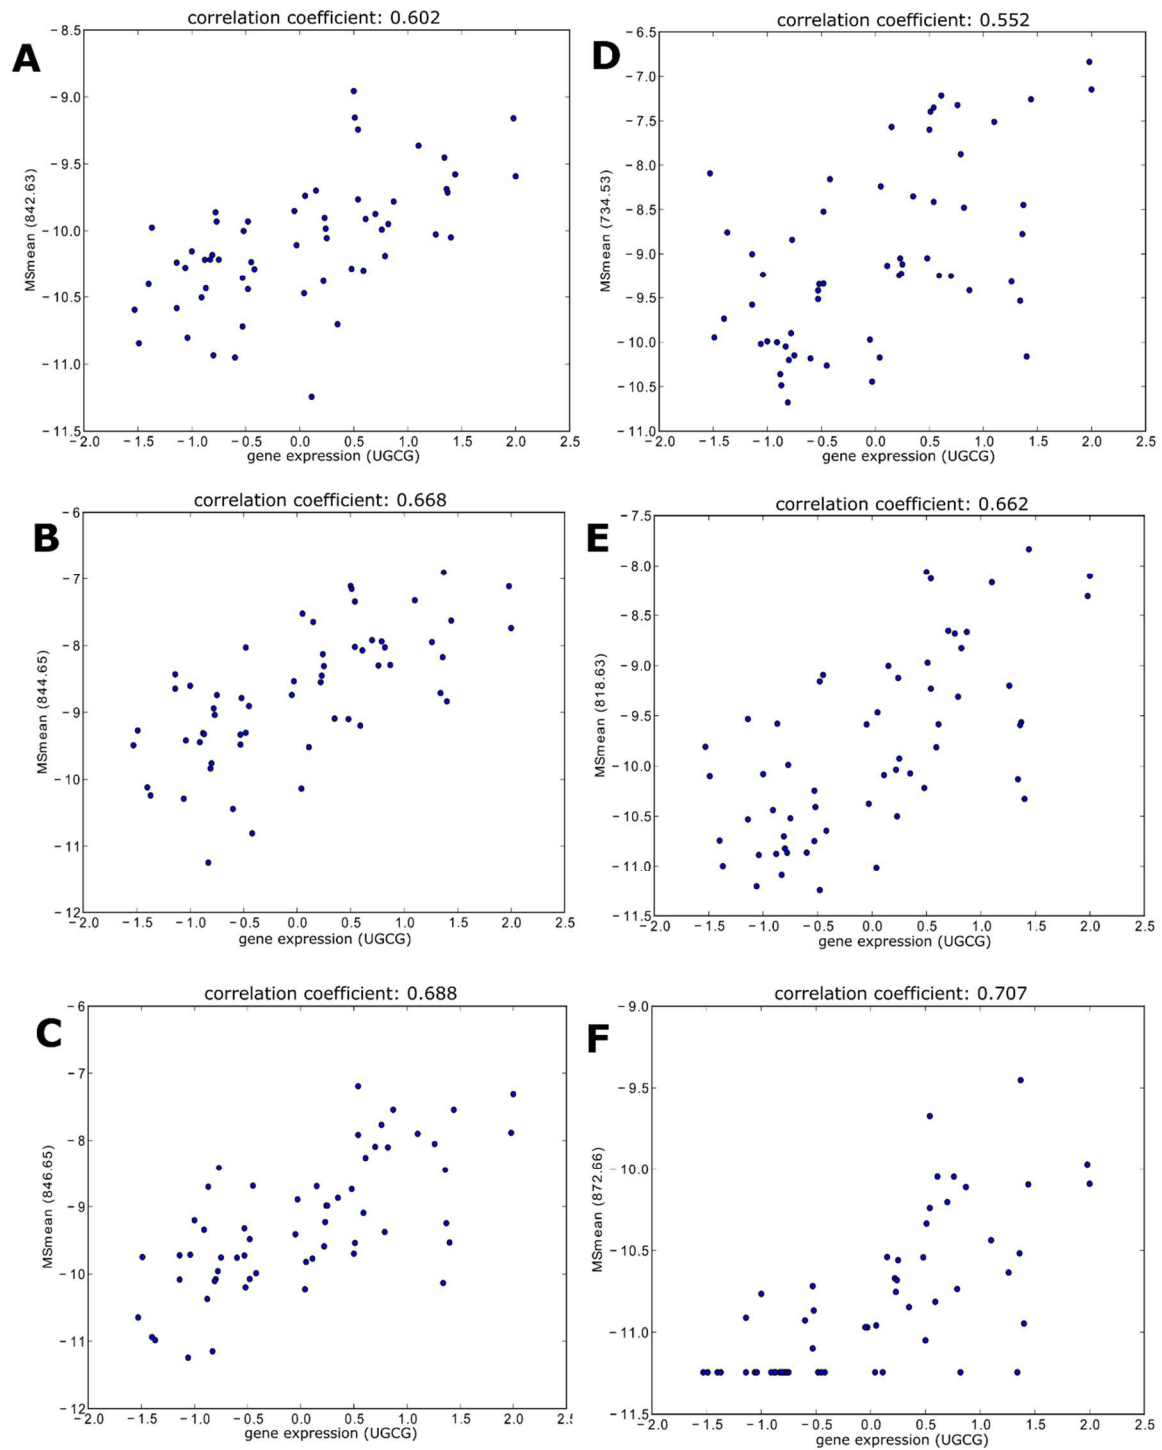 correlation coefficient: 0.602
A
−8.5
−9.0
−9.5
−10.0
−10.5
−11.0
−11.5
MSmean (842.63)
−2.0 −1.5 −1.0 −0.5 0.0 0.5 1.0 1.5 2.0 2.5
gene expression (UGCG)
correlation coefficient: 0.552
D
−6.5
−7.0
−7.5
−8.0
−8.5
−9.0
−9.5
−10.0
−10.5
−11.0
MSmean (734.53)
−2.0 −1.5 −1.0 −0.5 0.0 0.5 1.0 1.5 2.0 2.5
gene expression (UGCG)
correlation coefficient: 0.668
B
−6
−7
−8
−9
−10
−11
−12
MSmean (844.65)
−2.0 −1.5 −1.0 −0.5 0.0 0.5 1.0 1.5 2.0 2.5
gene expression (UGCG)
correlation coefficient: 0.662
E
−7.5
−8.0
−8.5
−9.0
−9.5
−10.0
−10.5
−11.0
−11.5
MSmean (818.63)
−2.0 −1.5 −1.0 −0.5 0.0 0.5 1.0 1.5 2.0 2.5
gene expression (UGCG)
correlation coefficient: 0.688
C
−6
−7
−8
−9
−10
−11
−12
MSmean (846.65)
−2.0 −1.5 −1.0 −0.5 0.0 0.5 1.0 1.5 2.0 2.5
gene expression (UGCG)
correlation coefficient: 0.707
F
−9.0
−9.5
−10.0
−10.5
−11.0
−11.5
MSmean (872.66)
−2.0 −1.5 −1.0 −0.5 0.0 0.5 1.0 1.5 2.0 2.5
gene expression (UGCG)